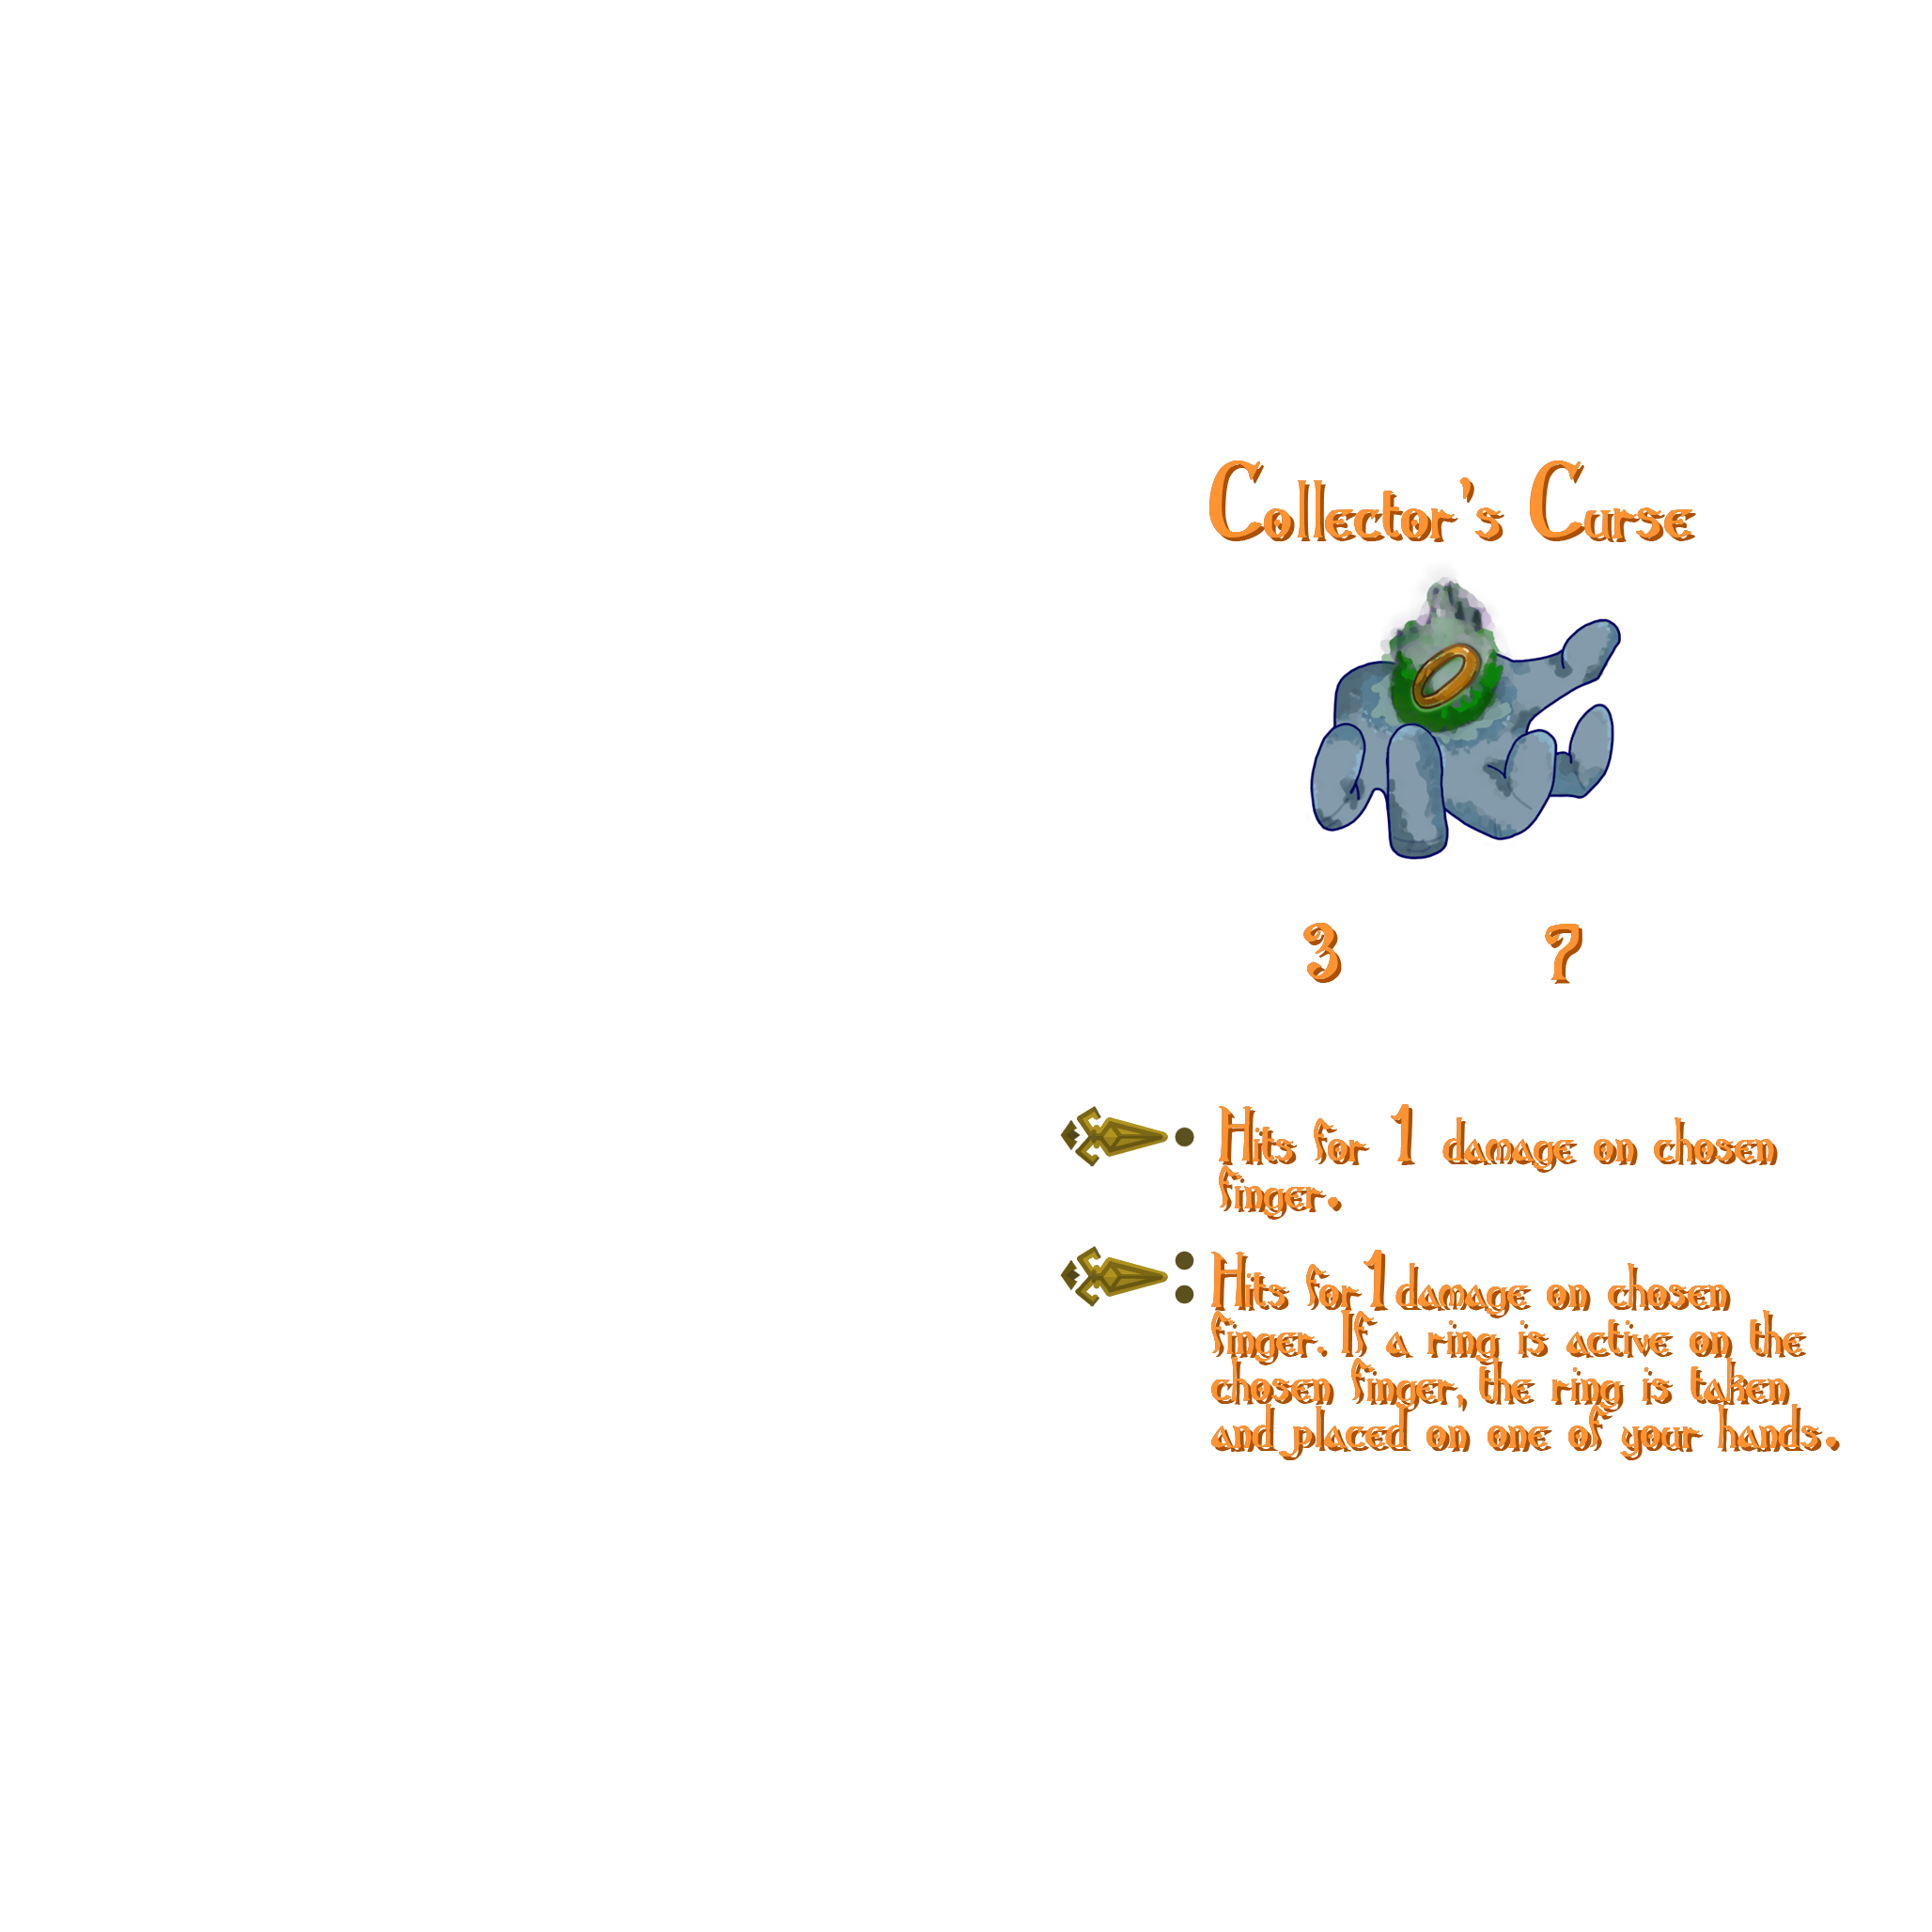 Collector's Curse
3 7
Hits for 1 damage on chosen
finger.
Hits for 1 damage on chosen
finger. If a ring is active on the
chosen finger, the ring is taken
and placed on one of your hands.